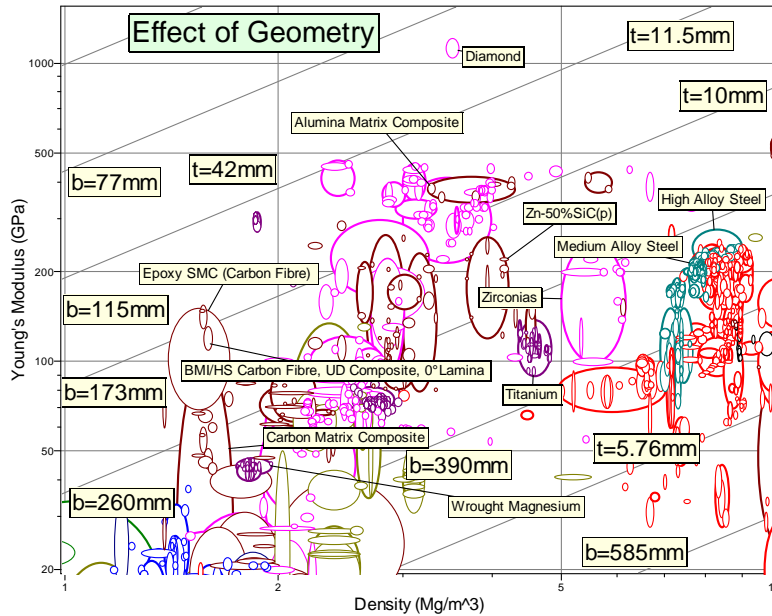 Effect of Geometry
t=11.5mm
Diamond
1000
t=10mm
Alumina Matrix Composite
500
t=42mm
b=77mm
High Alloy Steel
Zn-50%SiC(p)
Medium Alloy Steel
Epoxy SMC (Carbon Fibre)
200
Zirconias
b=115mm
Young's Modulus (GPa)
100
BMI/HS Carbon Fibre, UD Composite, 0° Lamina
b=173mm
Titanium
Carbon Matrix Composite
50
t=5.76mm
b=390mm
b=260mm
Wrought Magnesium
b=585mm
20
1
2
5
10
Density (Mg/m^3)